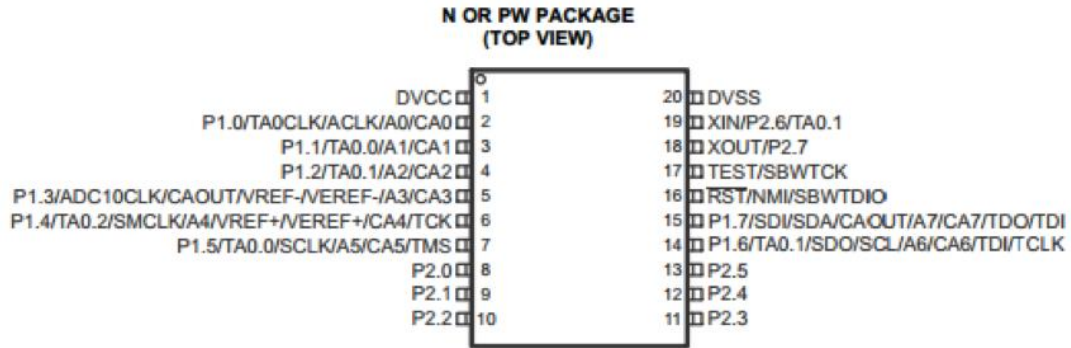 N OR PW PACKAGE
(TOP VIEW)
DVCC 1 20 DVSS
P1.0/TA0CLK/ACLK/A0/CA0 2 19 XIN/P2.6/TA0.1
P1.1/TA0.0/A1/CA1 3 18 XOUT/P2.7
P1.2/TA0.1/A2/CA2 4 17 TEST/SBWTCK
P1.3/ADC10CLK/CAOUT/VREF-/VEREF-/A3/CA3 5 16 RST/NMI/SBWTDIO
P1.4/TA0.2/SMCLK/A4/VREF+/VEREF+/CA4/TCK 6 15 P1.7/SDI/SDA/CAOUT/A7/CA7/TDO/TDI
P1.5/TA0.0/SCLK/A5/CA5/TMS 7 14 P1.6/TA0.1/SDO/SCL/A6/CA6/TDI/TCLK
P2.0 8 13 P2.5
P2.1 9 12 P2.4
P2.2 10 11 P2.3